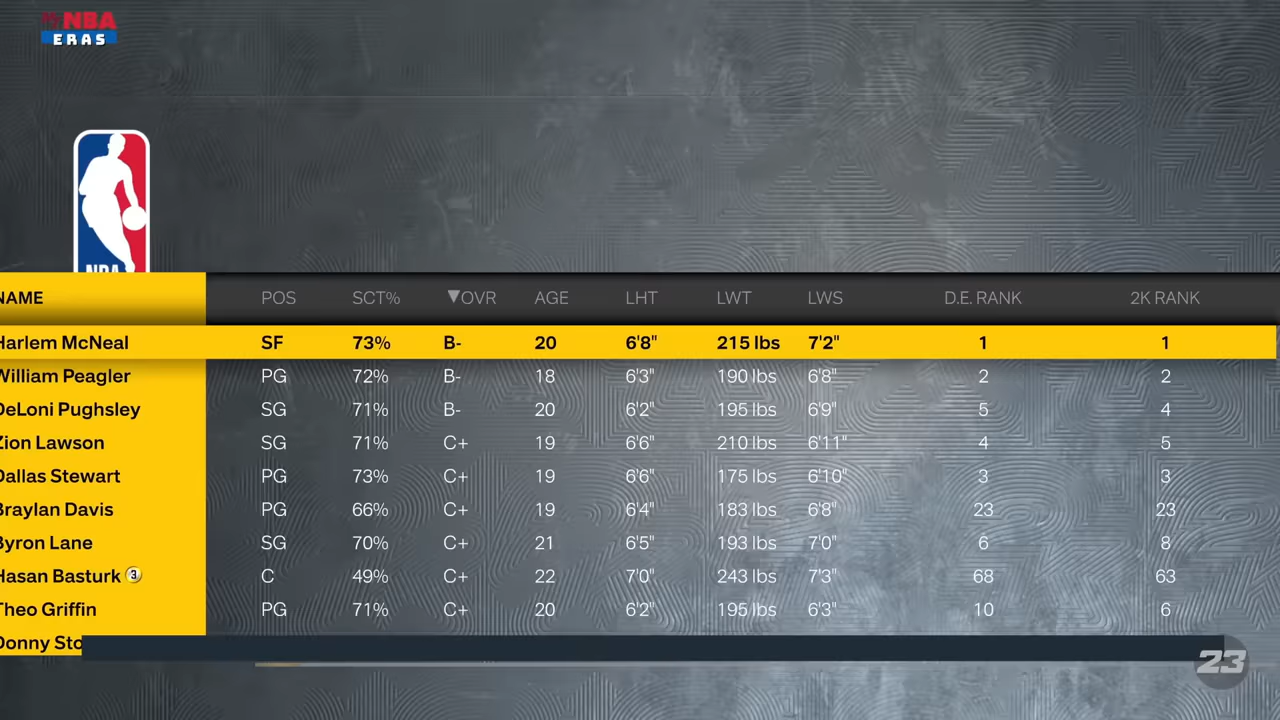 NBA
ERAS
NBA
NAME POS SCT% ▼OVR AGE LHT LWT LWS D.E. RANK 2K RANK
Harlem McNeal SF 73% B- 20 6'8" 215 lbs 7'2" 1 1
William Peagler PG 72% B- 18 6'3" 190 lbs 6'8" 2 2
DeLoni Pughsley SG 71% B- 20 6'2" 195 lbs 6'9" 5 4
Zion Lawson SG 71% C+ 19 6'6" 210 lbs 6'11" 4 5
Dallas Stewart PG 73% C+ 19 6'6" 175 lbs 6'10" 3 3
Braylan Davis PG 66% C+ 19 6'4" 183 lbs 6'8" 23 23
Byron Lane SG 70% C+ 21 6'5" 193 lbs 7'0" 6 8
Hasan Basturk 3 C 49% C+ 22 7'0" 243 lbs 7'3" 68 63
Theo Griffin PG 71% C+ 20 6'2" 195 lbs 6'3" 10 6
Donny Sto
23